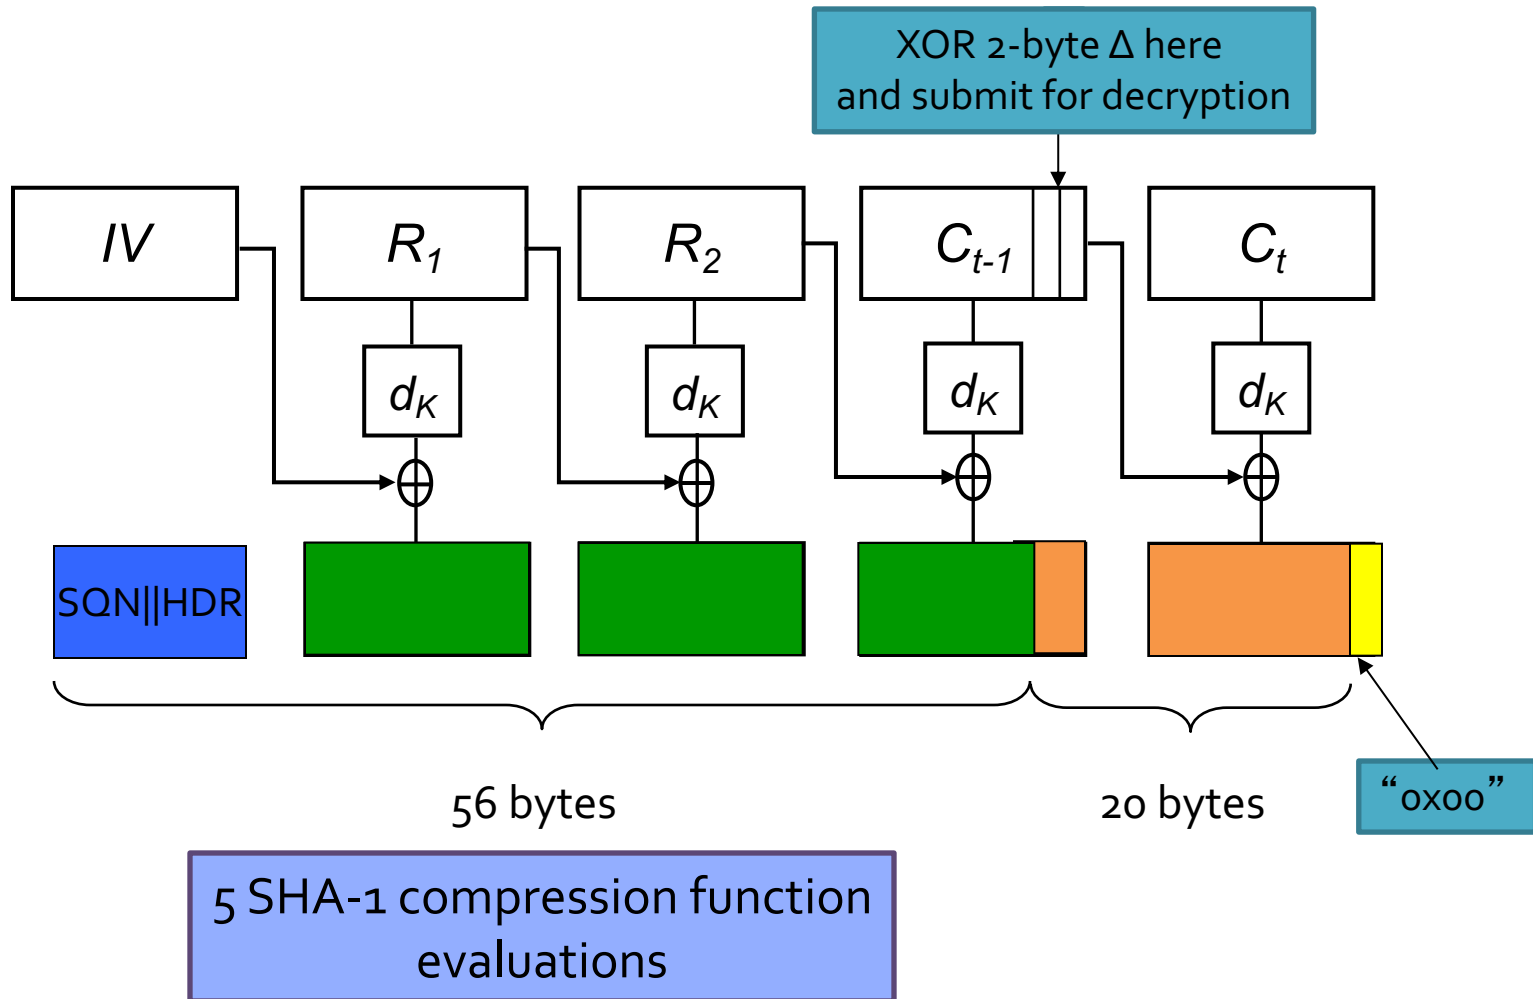 XOR 2-byte Δ here
and submit for decryption
IV
R1
R2
Ct-1
Ct
dK
dK
dK
dK
SQN||HDR
56 bytes
20 bytes
“0x00”
5 SHA-1 compression function
evaluations